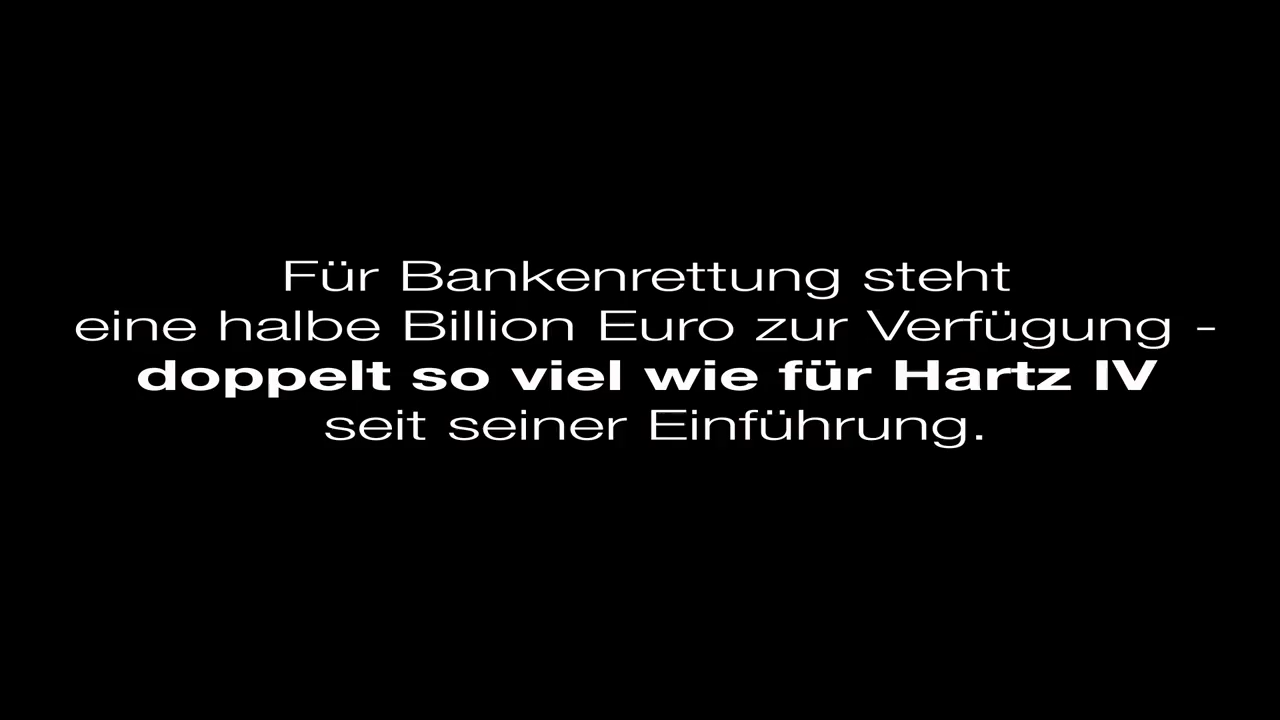 Für Bankenrettung steht
eine halbe Billion Euro zur Verfügung -
doppelt so viel wie für Hartz IV
seit seiner Einführung.